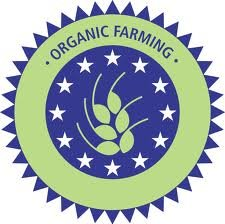 · ORGANIC FARMING ·